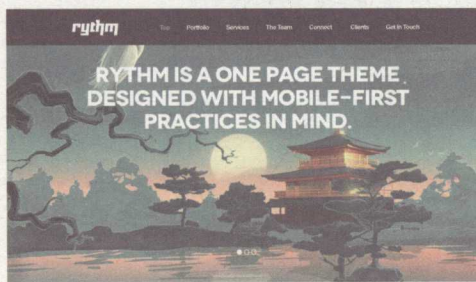 rythm
Top Portfolio Services The Team Connect Clients Get In Touch
RYTHM IS A ONE PAGE THEME
DESIGNED WITH MOBILE-FIRST
PRACTICES IN MIND.